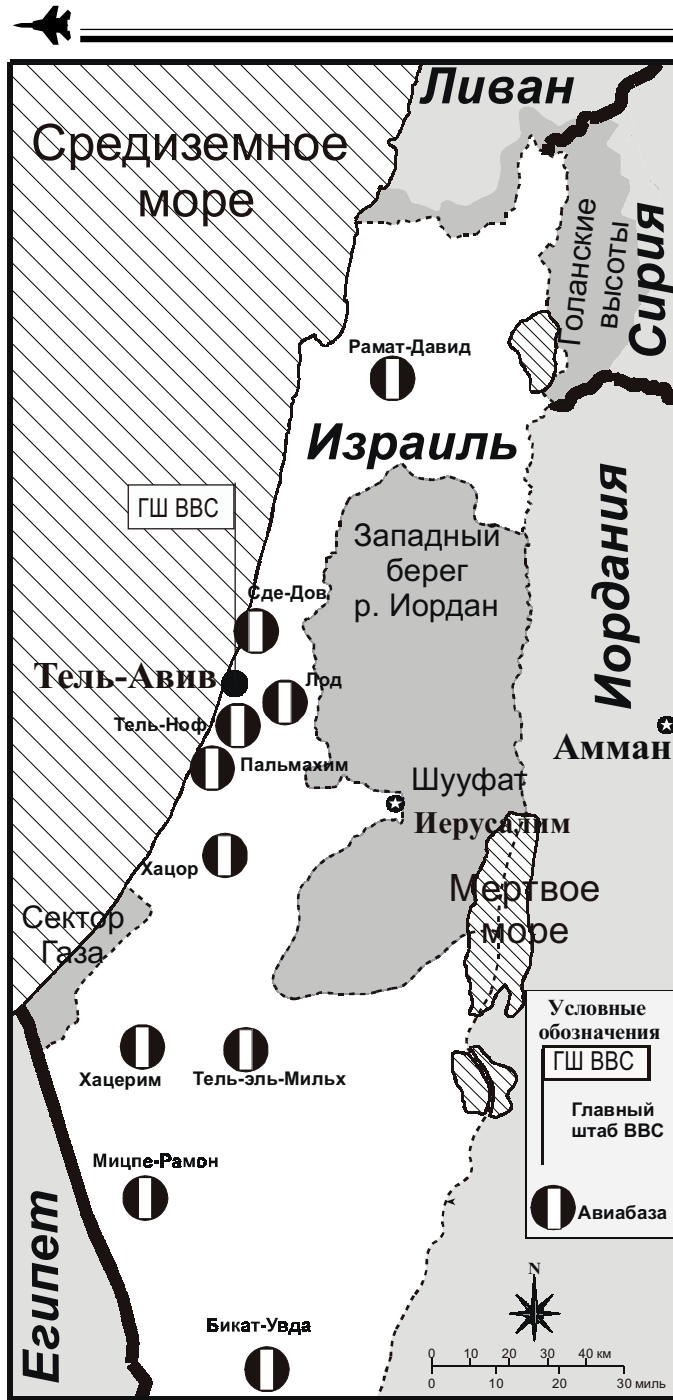 Ливан
Средиземное
море
Голанские
высоты
Сирия
Рамат-Давид
Израиль
ГШ ВВС
Западный
берег
р. Иордан
Иордания
Сде-Дов
Тель-Авив
Лод
Тель-Ноф
Пальмахим
Амман
Шууфат
Иерусалим
Хацор
Мертвое
море
Сектор
Газа
Условные
обозначения
ГШ ВВС
Главный
штаб ВВС
Авиабаза
Хацерим
Тель-эль-Мильх
Мицпе-Рамон
Египет
Бикат-Увда
N
0 10 20 30 40 км
0 10 20 30 миль